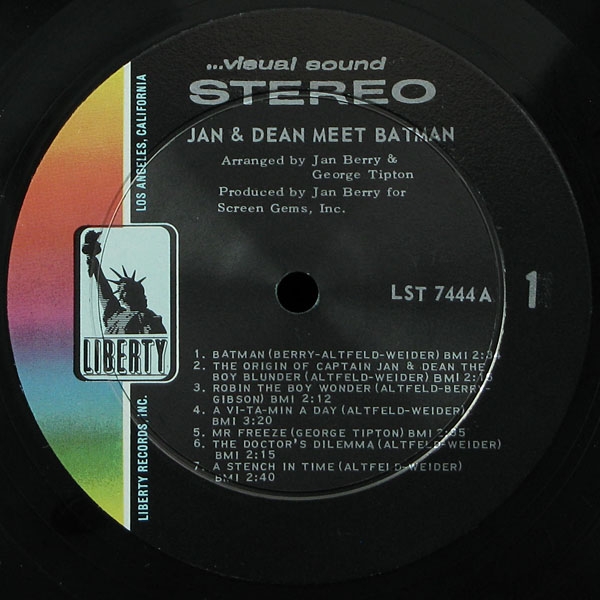 ...visual sound
STEREO
JAN & DEAN MEET BATMAN
Arranged by Jan Berry &
George Tipton
Produced by Jan Berry for
Screen Gems, Inc.
LOS ANGELES, CALIFORNIA
LIBERTY
LIBERTY RECORDS, INC.
LST 7444 A
1
1. BATMAN (BERRY-ALTFELD-WEIDER) BMI 2:34
2. THE ORIGIN OF CAPTAIN JAN & DEAN THE
BOY BLUNDER (ALTFELD-WEIDER) BMI
3. ROBIN THE BOY WONDER (ALTFELD-BERRY-
GIBSON) BMI 2:12
4. A VI-TA-MIN A DAY (ALTFELD-WEIDER)
BMI 3:20
5. MR FREEZE (GEORGE TIPTON) BMI
6. THE DOCTOR'S DILEMMA (ALTFELD-WEIDER)
BMI 2:15
7. A STENCH IN TIME (ALTFELD-WEIDER)
BMI 2:40